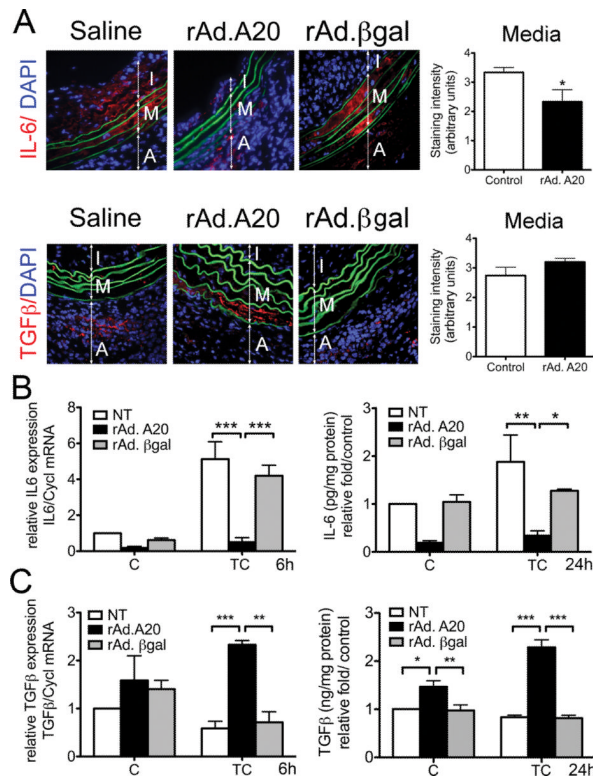 A
Saline
rAd.A20
rAd.βgal
Media
IL-6/ DAPI
I
M
A
I
M
A
I
M
A
Staining intensity
(arbitrary units)
4
3
2
1
0
*
Control
rAd. A20
Saline
rAd.A20
rAd.βgal
Media
TGFβ/DAPI
I
M
A
I
M
A
I
M
A
Staining intensity
(arbitrary units)
4
3
2
1
0
Control
rAd. A20
B
relative IL6 expression
IL6/Cycl mRNA
8
6
4
2
0
NT
rAd. A20
rAd. βgal
*** ***
C TC 6h
IL-6 (pg/mg protein)
relative fold/control
3
2
1
0
** *
C TC 24h
C
relative TGFβ expression
TGFβ/Cycl mRNA
3
2
1
0
NT
rAd.A20
rAd. βgal
*** **
C TC 6h
TGFβ (ng/mg protein)
relative fold/ control
3
2
1
0
NT
rAd.A20
rAd. βgal
* **
*** ***
C TC 24h